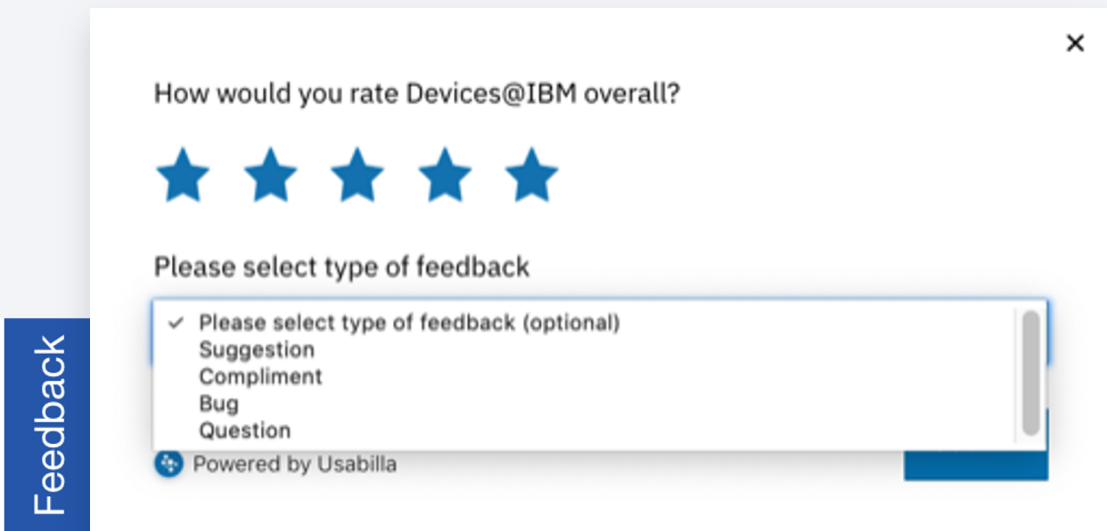 How would you rate Devices@IBM overall?
Please select type of feedback
✓ Please select type of feedback (optional)
Suggestion
Compliment
Bug
Question
Powered by Usabilla
Feedback